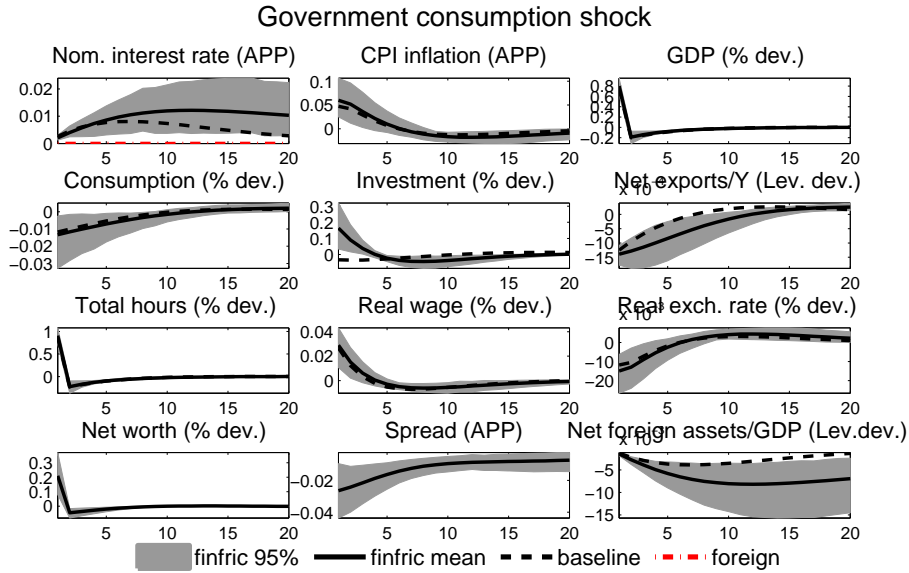 Government consumption shock
Nom. interest rate (APP)
CPI inflation (APP)
GDP (% dev.)
0.02
0.01
0
5 10 15 20
0.1
0.05
0
5 10 15 20
0.8
0.6
0.4
0.2
0
−0.2
5 10 15 20
Consumption (% dev.)
Investment (% dev.)
Net exports/Y (Lev. dev.)
0
−0.01
−0.02
−0.03
5 10 15 20
0.3
0.2
0.1
0
5 10 15 20
x 10
0
−5
−10
−15
5 10 15 20
Total hours (% dev.)
Real wage (% dev.)
Real exch. rate (% dev.)
1
0.5
0
5 10 15 20
0.04
0.02
0
5 10 15 20
x 10−3
0
−10
−20
5 10 15 20
Net worth (% dev.)
Spread (APP)
Net foreign assets/GDP (Lev.dev.)
0.3
0.2
0.1
0
5 10 15 20
−0.02
−0.04
5 10 15 20
x 10−3
−5
−10
−15
5 10 15 20
finfric 95% finfric mean baseline foreign